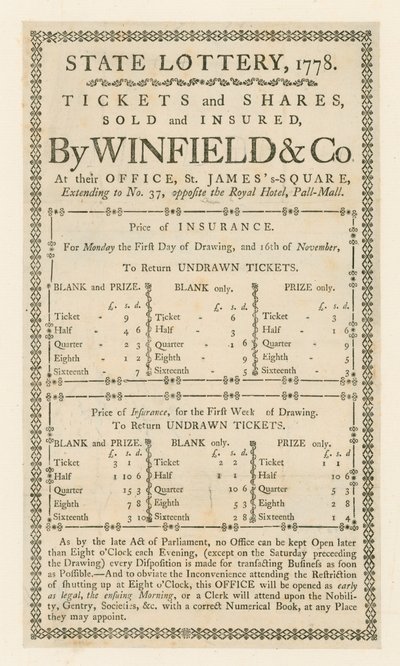 STATE LOTTERY, 1778.
TICKETS and SHARES,
SOLD and INSURED,
By WINFIELD & Co.
At their OFFICE, St. JAMES's-SQUARE,
Extending to No. 37, opposite the Royal Hotel, Pall-Mall.
Price of INSURANCE.
For Monday the First Day of Drawing, and 16th of November,
To Return UNDRAWN TICKETS.
BLANK and PRIZE.
£. s. d.
Ticket - 9
Half - 4 6
Quarter - 2 3
Eighth - 1 2
Sixteenth - 7
BLANK only.
£. s. d.
Ticket - 6
Half - 3
Quarter - 1 6
Eighth - 9
Sixteenth - 5
PRIZE only.
£. s. d.
Ticket - 3
Half - 1 6
Quarter - 9
Eighth - 5
Sixteenth - 3
Price of Insurance, for the First Week of Drawing.
To Return UNDRAWN TICKETS.
BLANK and PRIZE.
£. s. d.
Ticket 3 1
Half 1 10 6
Quarter 15 3
Eighth 7 8
Sixteenth 3 10
BLANK only.
£. s. d.
Ticket 2 2
Half 1 1
Quarter 10 6
Eighth 5 3
Sixteenth 2 8
PRIZE only.
£. s. d.
Ticket 1 1
Half 10 6
Quarter 5 3
Eighth 2 8
Sixteenth 1 4
As by the late Act of Parliament, no Office can be kept Open later
than Eight o'Clock each Evening, (except on the Saturday preceeding
the Drawing) every Disposition is made for transacting Business as soon
as Possible.—And to obviate the Inconvenience attending the Restriction
of shutting up at Eight o'Clock, this OFFICE will be opened as early
as legal, the ensuing Morning, or a Clerk will attend upon the Nobili-
ty, Gentry, Societies, &c. with a correct Numerical Book, at any Place
they may appoint.